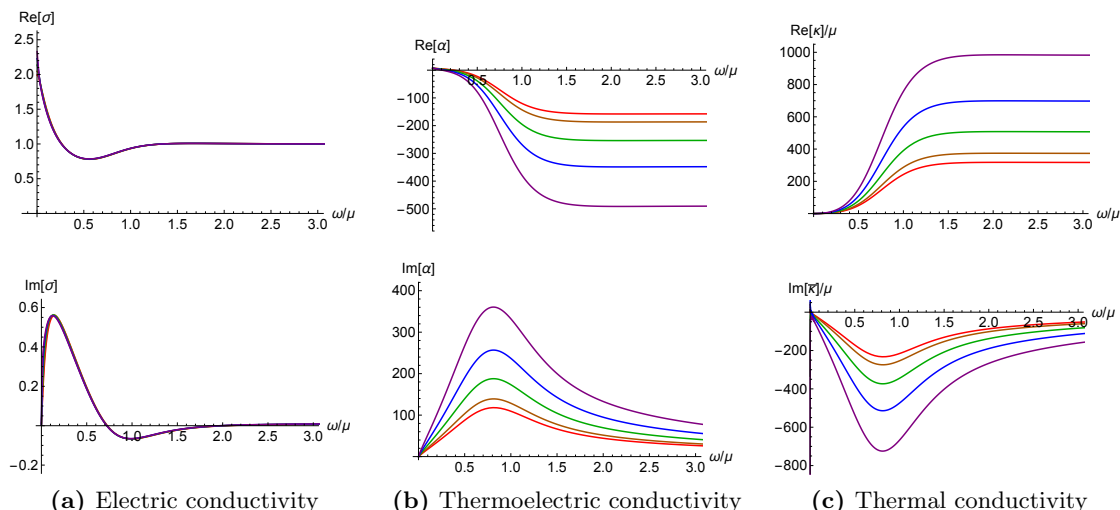 Re[σ]
2.5
2.0
1.5
1.0
0.5
0.5 1.0 1.5 2.0 2.5 3.0 ω/μ
Re[α]
0.5 1.0 1.5 2.0 2.5 3.0 ω/μ
-100
-200
-300
-400
-500
Re[κ]/μ
1000
800
600
400
200
0.5 1.0 1.5 2.0 2.5 3.0 ω/μ
Im[σ]
0.6
0.4
0.2
0.5 1.0 1.5 2.0 2.5 3.0 ω/μ
-0.2
Im[α]
400
300
200
100
0.5 1.0 1.5 2.0 2.5 3.0 ω/μ
Im[κ̅]/μ
0.5 1.0 1.5 2.0 2.5 3.0 ω/μ
-200
-400
-600
-800
(a) Electric conductivity
(b) Thermoelectric conductivity
(c) Thermal conductivity